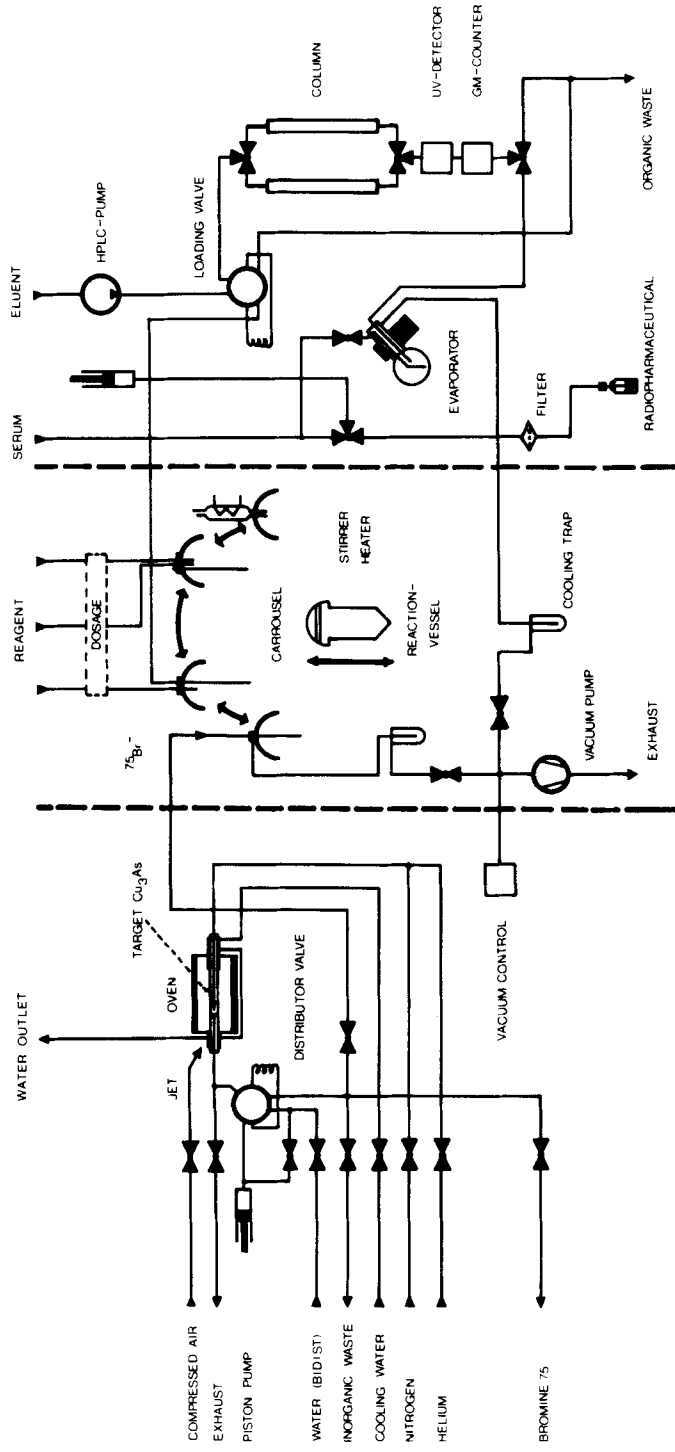 WATER OUTLET
TARGET Cu3As
JET
OVEN
DISTRIBUTOR VALVE
COMPRESSED AIR
EXHAUST
PISTON PUMP
WATER (BIDIST)
INORGANIC WASTE
COOLING WATER
NITROGEN
HELIUM
BROMINE 75
VACUUM CONTROL
75Br-
REAGENT
DOSAGE
CARROUSEL
STIRRER
HEATER
REACTION-
VESSEL
COOLING TRAP
VACUUM PUMP
EXHAUST
SERUM
ELUENT
HPLC-PUMP
LOADING VALVE
COLUMN
UV-DETECTOR
GM-COUNTER
EVAPORATOR
FILTER
RADIOPHARMACEUTICAL
ORGANIC WASTE